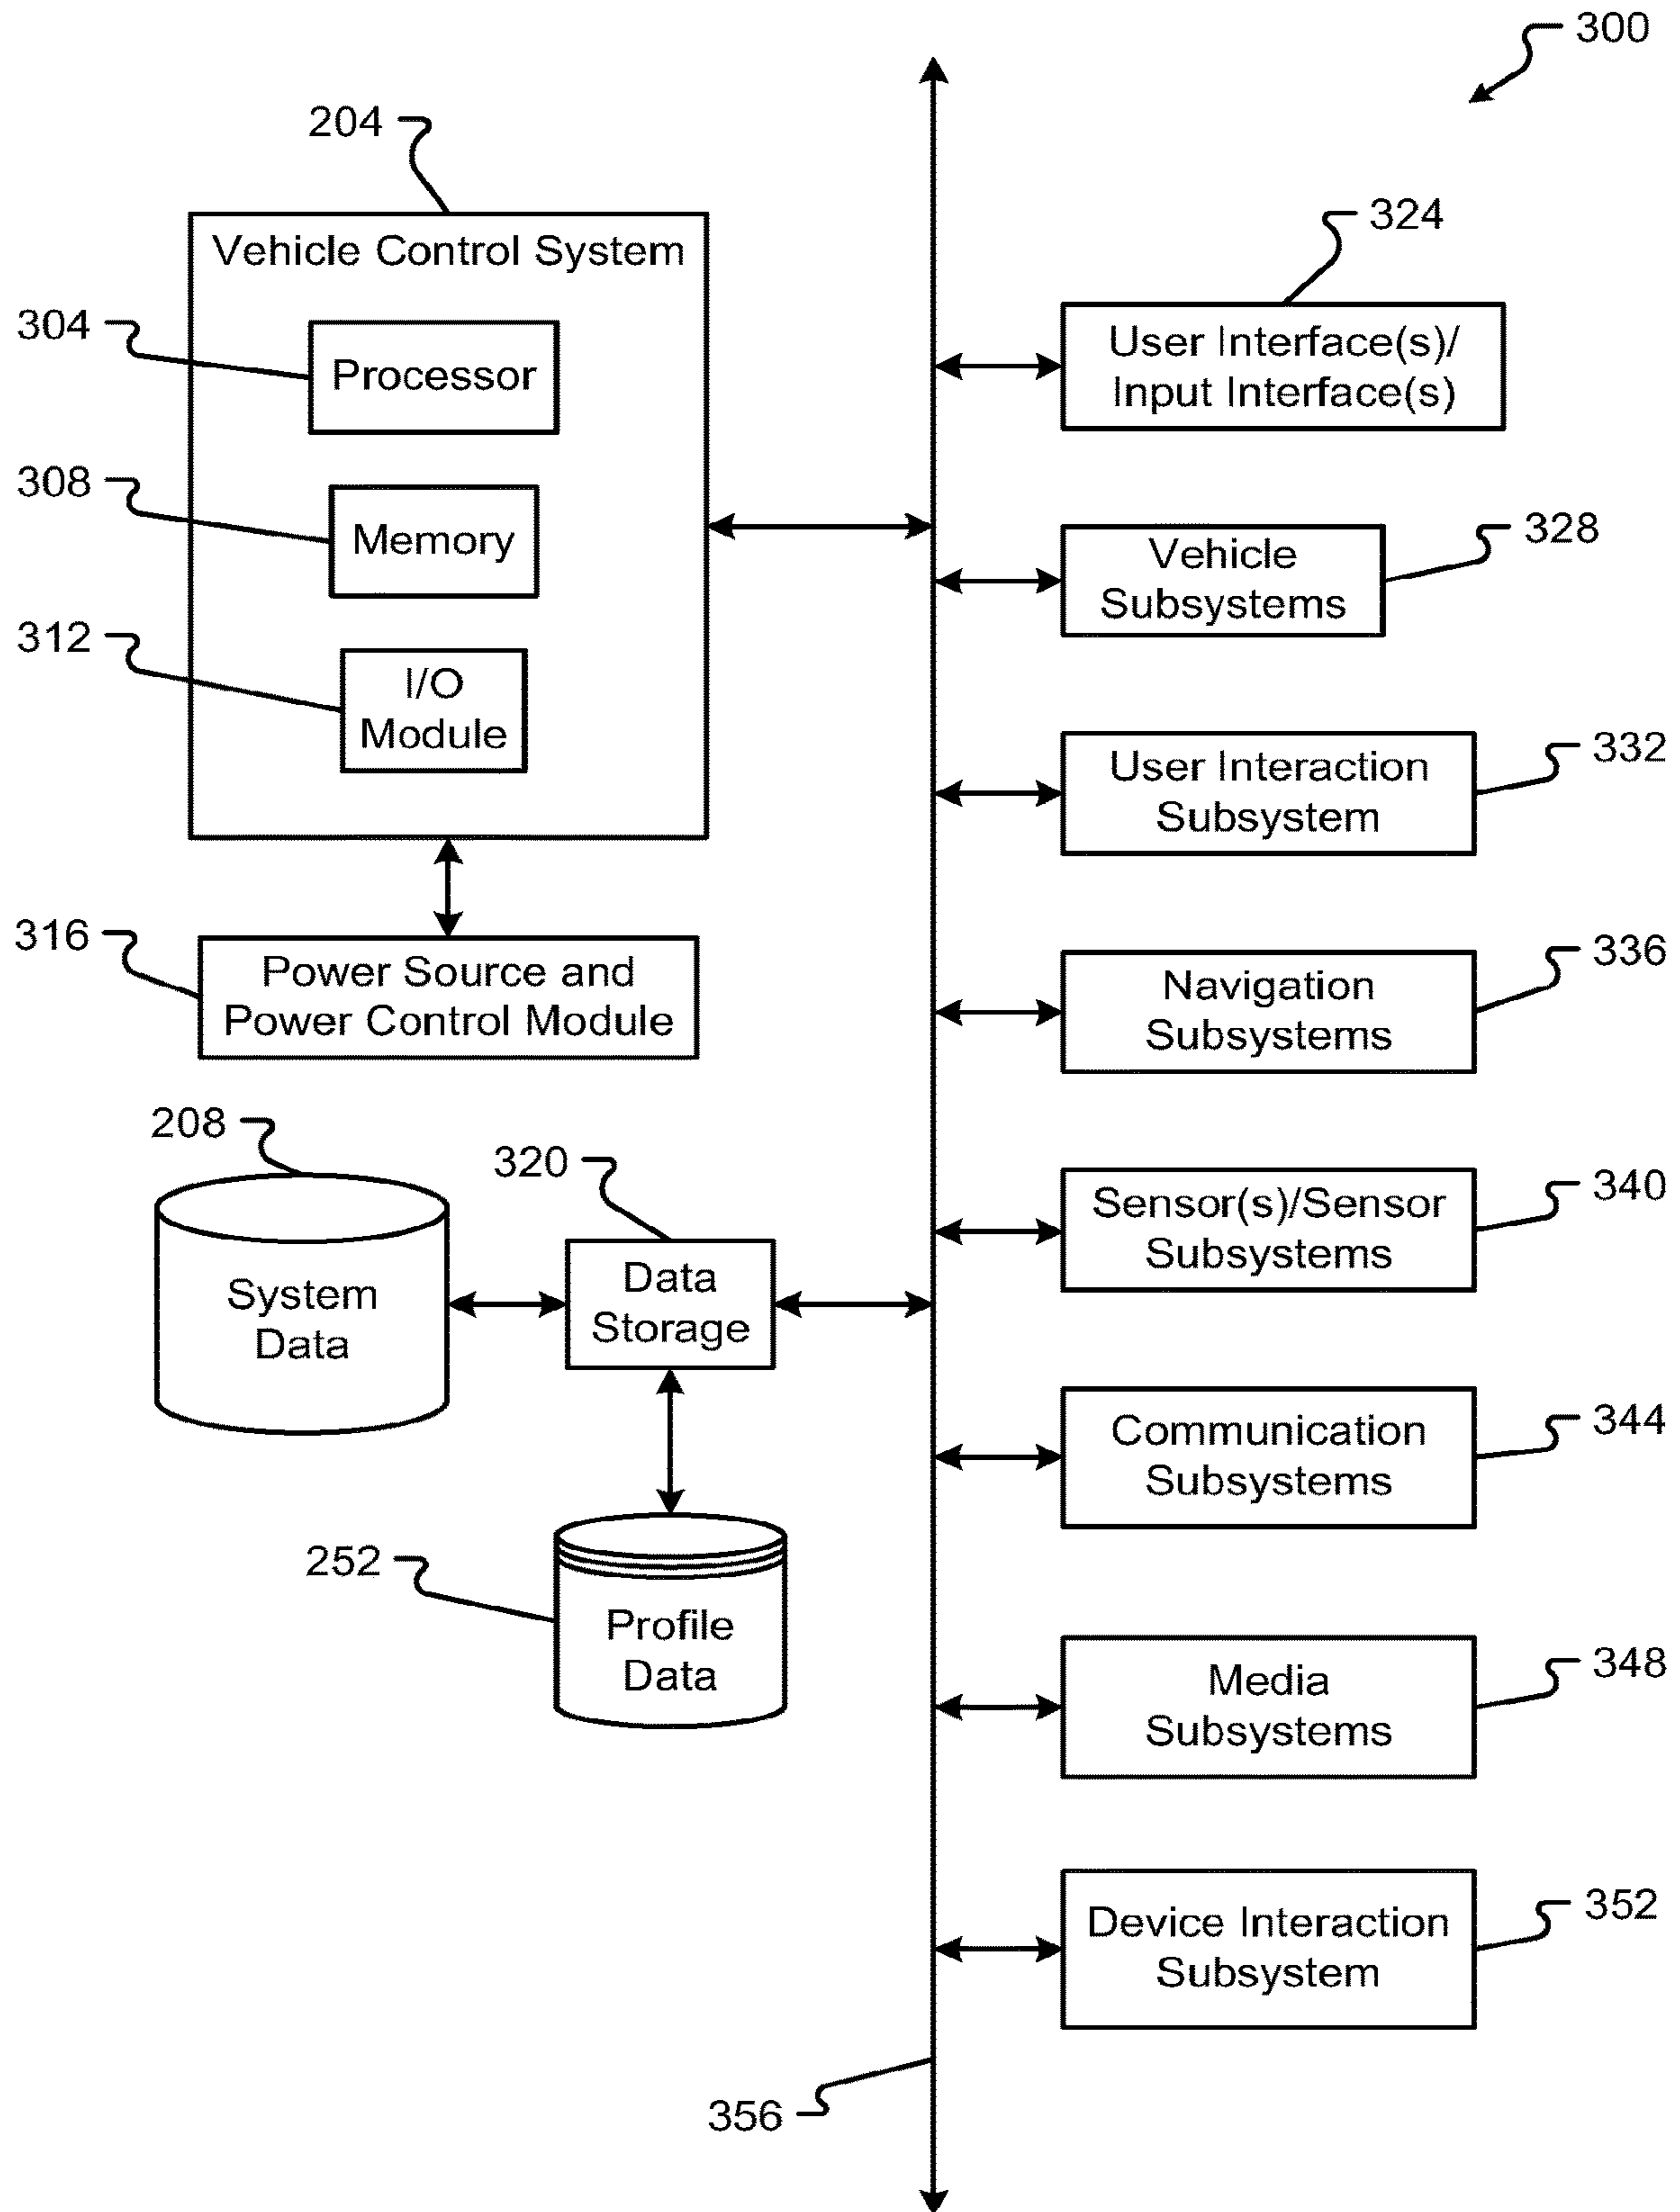 300
204
Vehicle Control System
304
Processor
308
Memory
312
I/O
Module
316
Power Source and
Power Control Module
208
System
Data
320
Data
Storage
252
Profile
Data
324
User Interface(s)/
Input Interface(s)
328
Vehicle
Subsystems
332
User Interaction
Subsystem
336
Navigation
Subsystems
340
Sensor(s)/Sensor
Subsystems
344
Communication
Subsystems
348
Media
Subsystems
352
Device Interaction
Subsystem
356